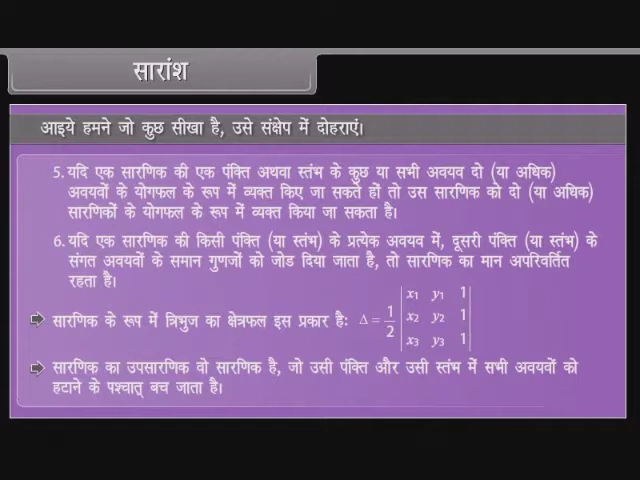 सारांश
आइये हमने जो कुछ सीखा है, उसे संक्षेप में दोहराएं।
5. यदि एक सारणिक की एक पंक्ति अथवा स्तंभ के कुछ या सभी अवयव दो (या अधिक)
अवयवों के योगफल के रूप में व्यक्त किए जा सकते हों तो उस सारणिक को दो (या अधिक)
सारणिकों के योगफल के रूप में व्यक्त किया जा सकता है।
6. यदि एक सारणिक की किसी पंक्ति (या स्तंभ) के प्रत्येक अवयव में, दूसरी पंक्ति (या स्तंभ) के
संगत अवयवों के समान गुणजों को जोड दिया जाता है, तो सारणिक का मान अपरिवर्तित
रहता है।
सारणिक के रूप में त्रिभुज का क्षेत्रफल इस प्रकार है: Δ = 1/2 | x₁ y₁ 1 |
| x₂ y₂ 1 |
| x₃ y₃ 1 |
सारणिक का उपसारणिक वो सारणिक है, जो उसी पंक्ति और उसी स्तंभ में सभी अवयवों को
हटाने के पश्चात् बच जाता है।